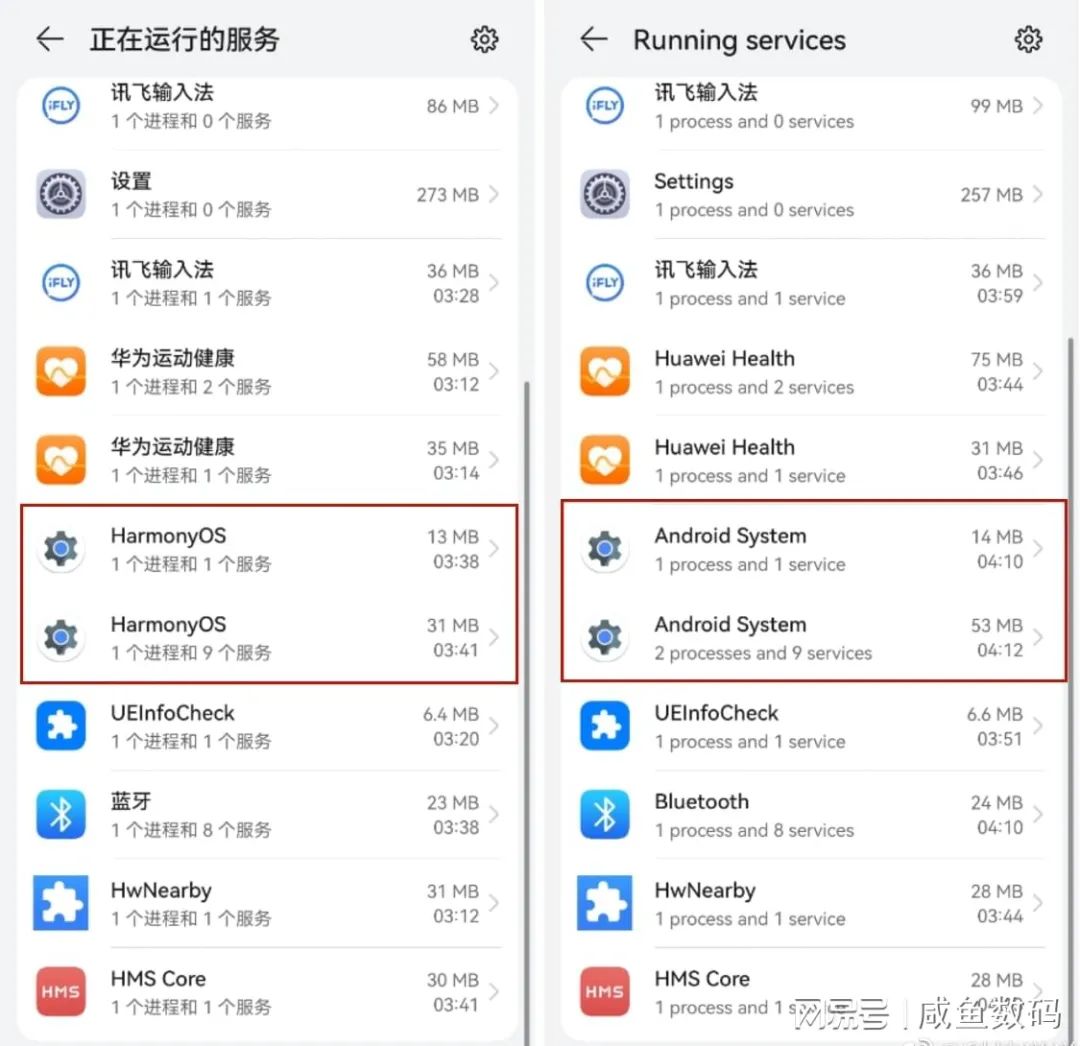 正在运行的服务
iFLY
讯飞输入法
86 MB
1 个进程和 0 个服务
设置
273 MB
1 个进程和 0 个服务
iFLY
讯飞输入法
36 MB
1 个进程和 1 个服务
03:28
华为运动健康
58 MB
1 个进程和 2 个服务
03:12
华为运动健康
35 MB
1 个进程和 1 个服务
03:14
HarmonyOS
13 MB
1 个进程和 1 个服务
03:38
HarmonyOS
31 MB
1 个进程和 9 个服务
03:41
UEInfoCheck
6.4 MB
1 个进程和 1 个服务
03:20
蓝牙
23 MB
1 个进程和 8 个服务
03:38
HwNearby
31 MB
1 个进程和 1 个服务
03:12
HMS
HMS Core
30 MB
1 个进程和 1 个服务
03:41
Running services
iFLY
讯飞输入法
99 MB
1 process and 0 services
Settings
257 MB
1 process and 0 services
iFLY
讯飞输入法
36 MB
1 process and 1 service
03:59
Huawei Health
75 MB
1 process and 2 services
03:44
Huawei Health
31 MB
1 process and 1 service
03:46
Android System
14 MB
1 process and 1 service
04:10
Android System
53 MB
2 processes and 9 services
04:12
UEInfoCheck
6.6 MB
1 process and 1 service
03:51
Bluetooth
24 MB
1 process and 8 services
04:10
HwNearby
28 MB
1 process and 1 service
03:44
HMS
HMS Core
28 MB
1 process and 1
网易号 | 咸鱼数码